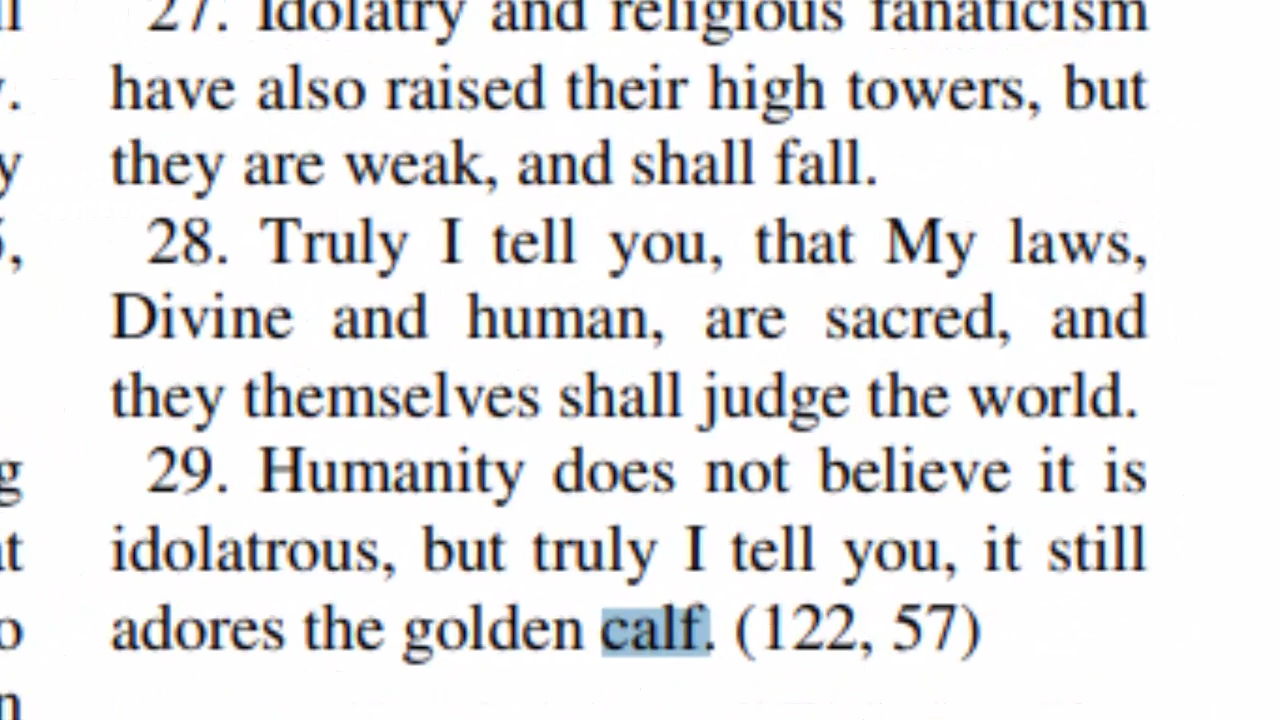 27. Idolatry and religious fanaticism
have also raised their high towers, but
they are weak, and shall fall.
28. Truly I tell you, that My laws,
Divine and human, are sacred, and
they themselves shall judge the world.
29. Humanity does not believe it is
idolatrous, but truly I tell you, it still
adores the golden calf. (122, 57)